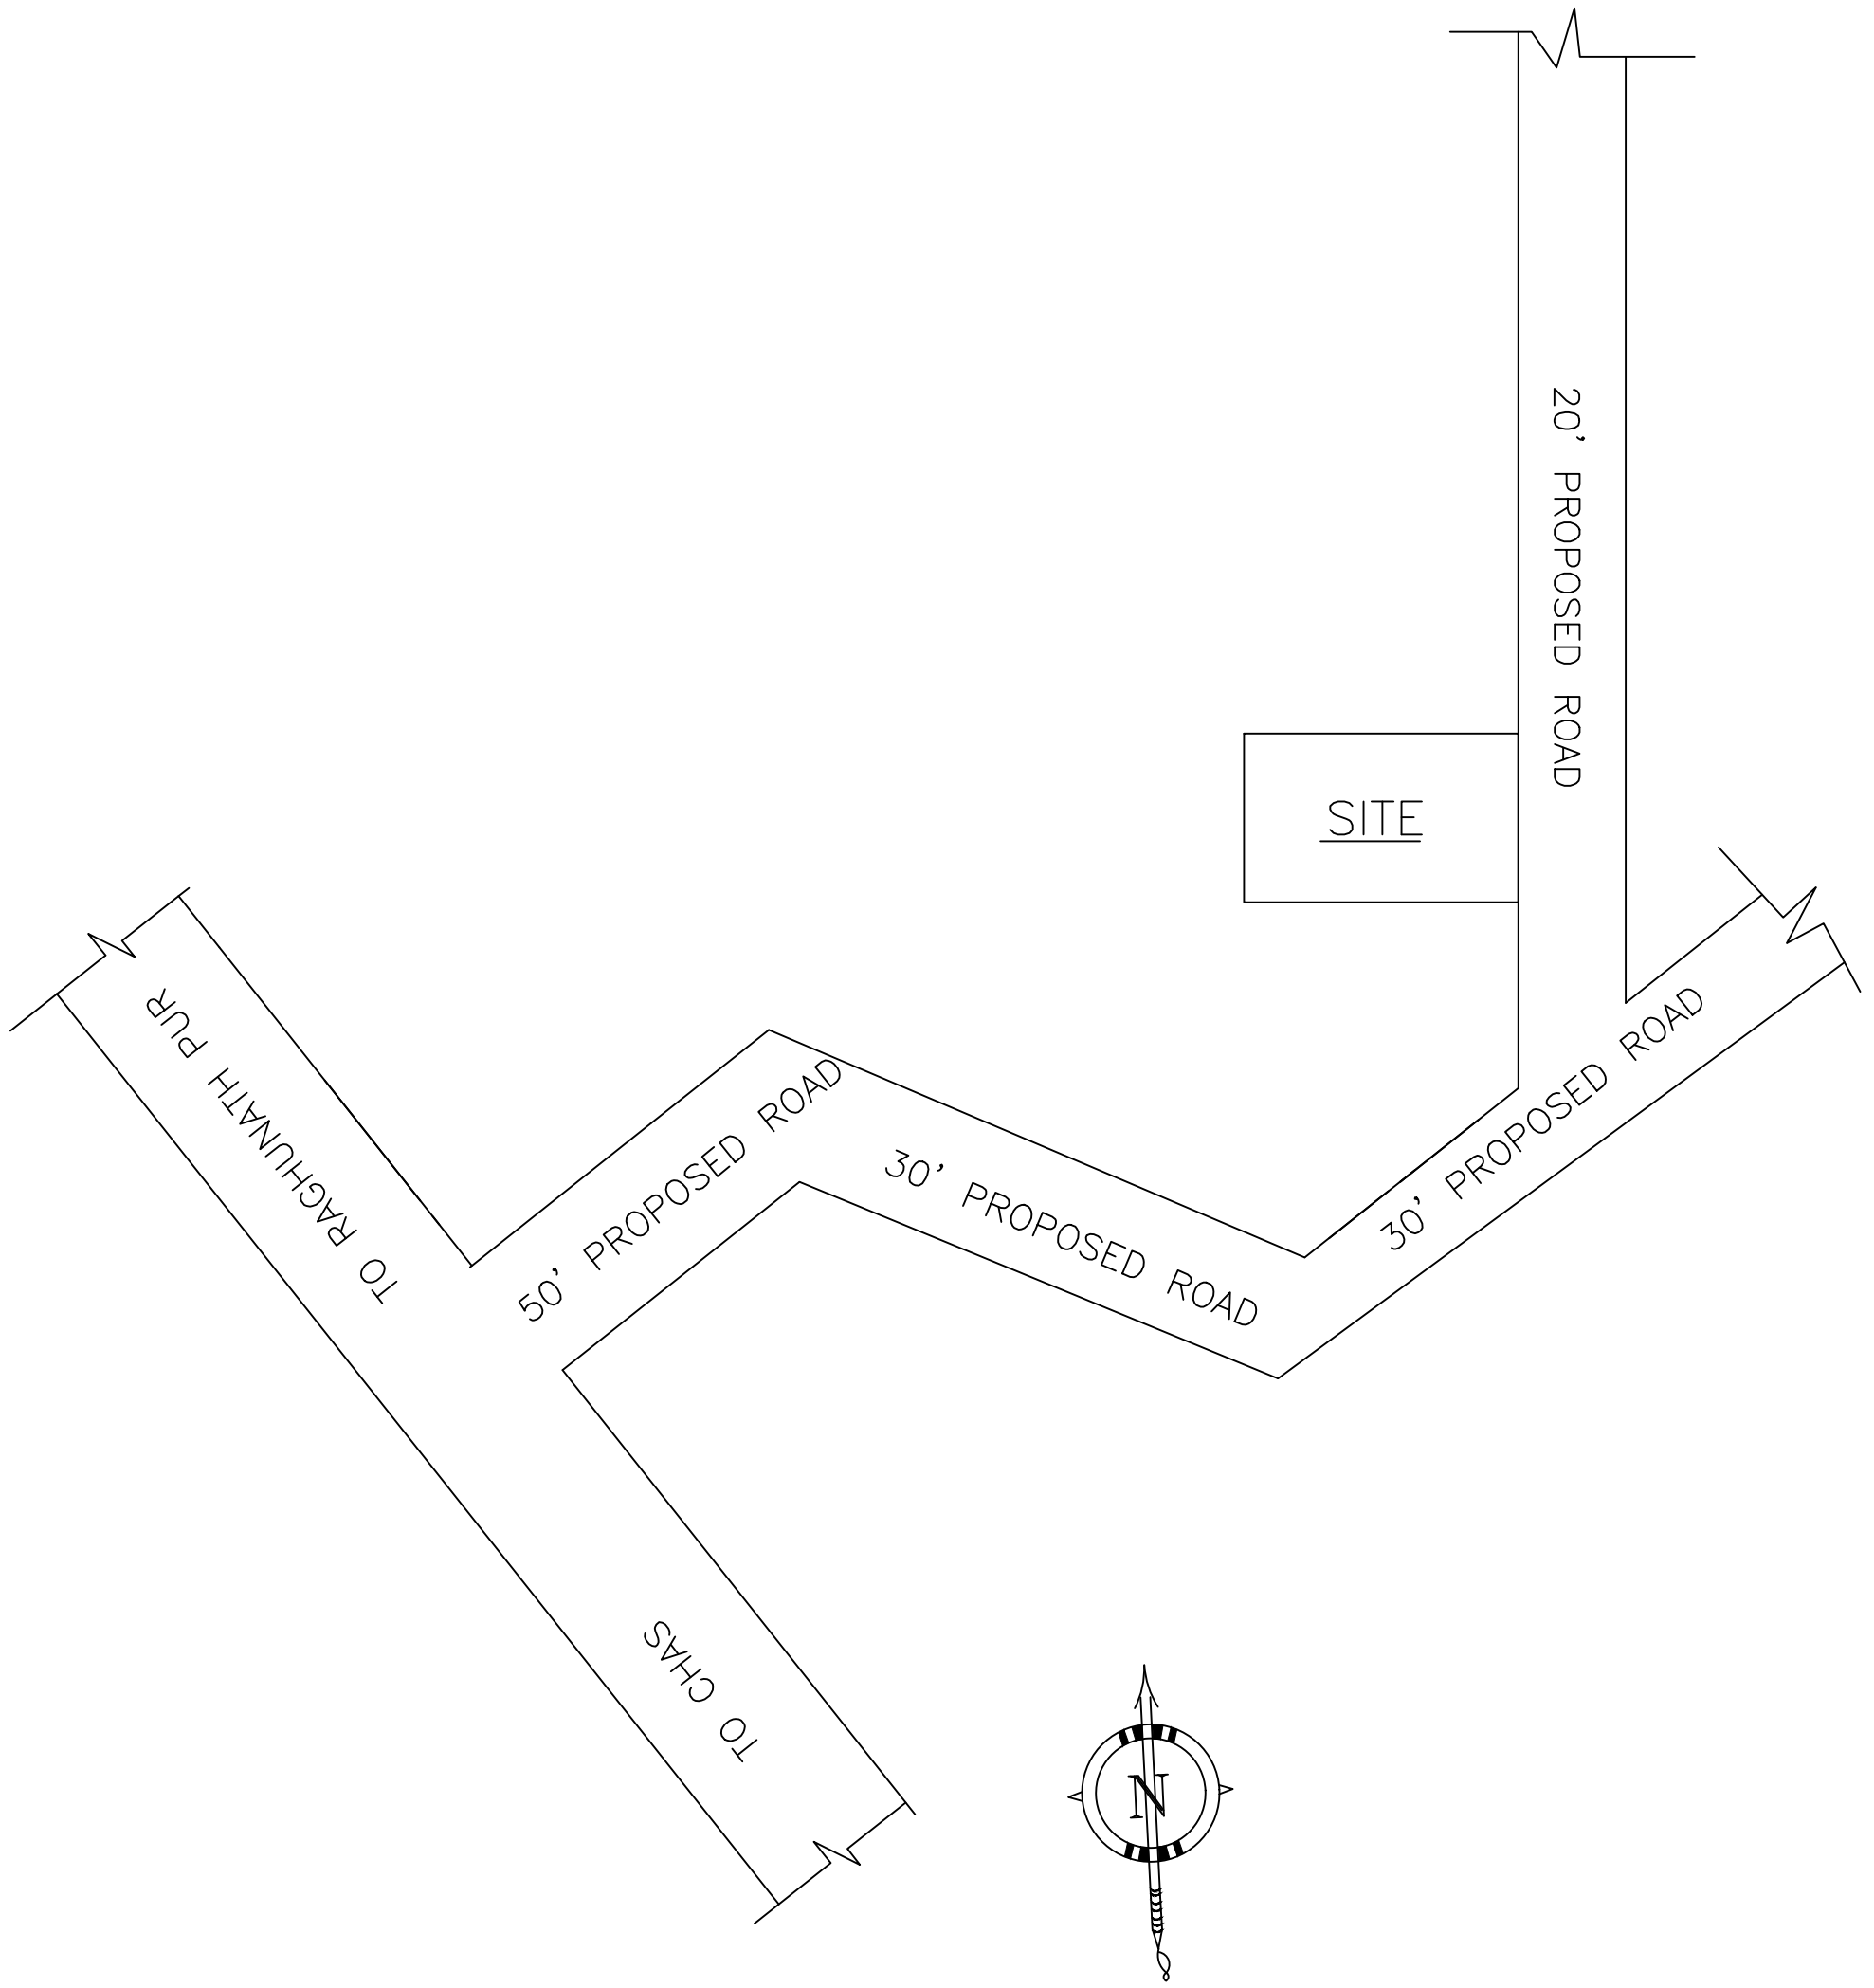 20' PROPOSED ROAD
SITE
TO RAGHUNATH PUR
50' PROPOSED ROAD
30' PROPOSED ROAD
30' PROPOSED ROAD
TO CHAS
N